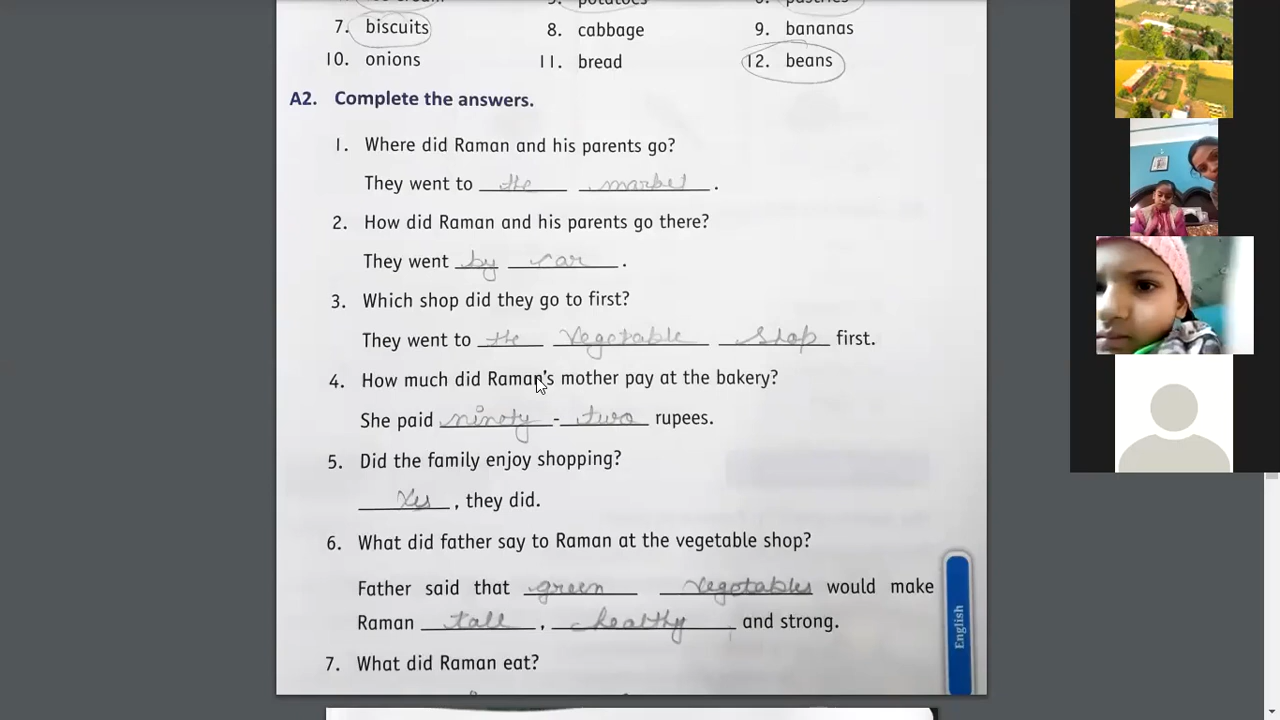 7. biscuits 8. cabbage 9. bananas
10. onions 11. bread 12. beans
A2. Complete the answers.
1. Where did Raman and his parents go?
They went to the market.
2. How did Raman and his parents go there?
They went by car.
3. Which shop did they go to first?
They went to the Vegetable Shop first.
4. How much did Raman's mother pay at the bakery?
She paid ninety-two rupees.
5. Did the family enjoy shopping?
Yes, they did.
6. What did father say to Raman at the vegetable shop?
Father said that green vegetables would make
Raman tall, healthy and strong.
7. What did Raman eat?
English